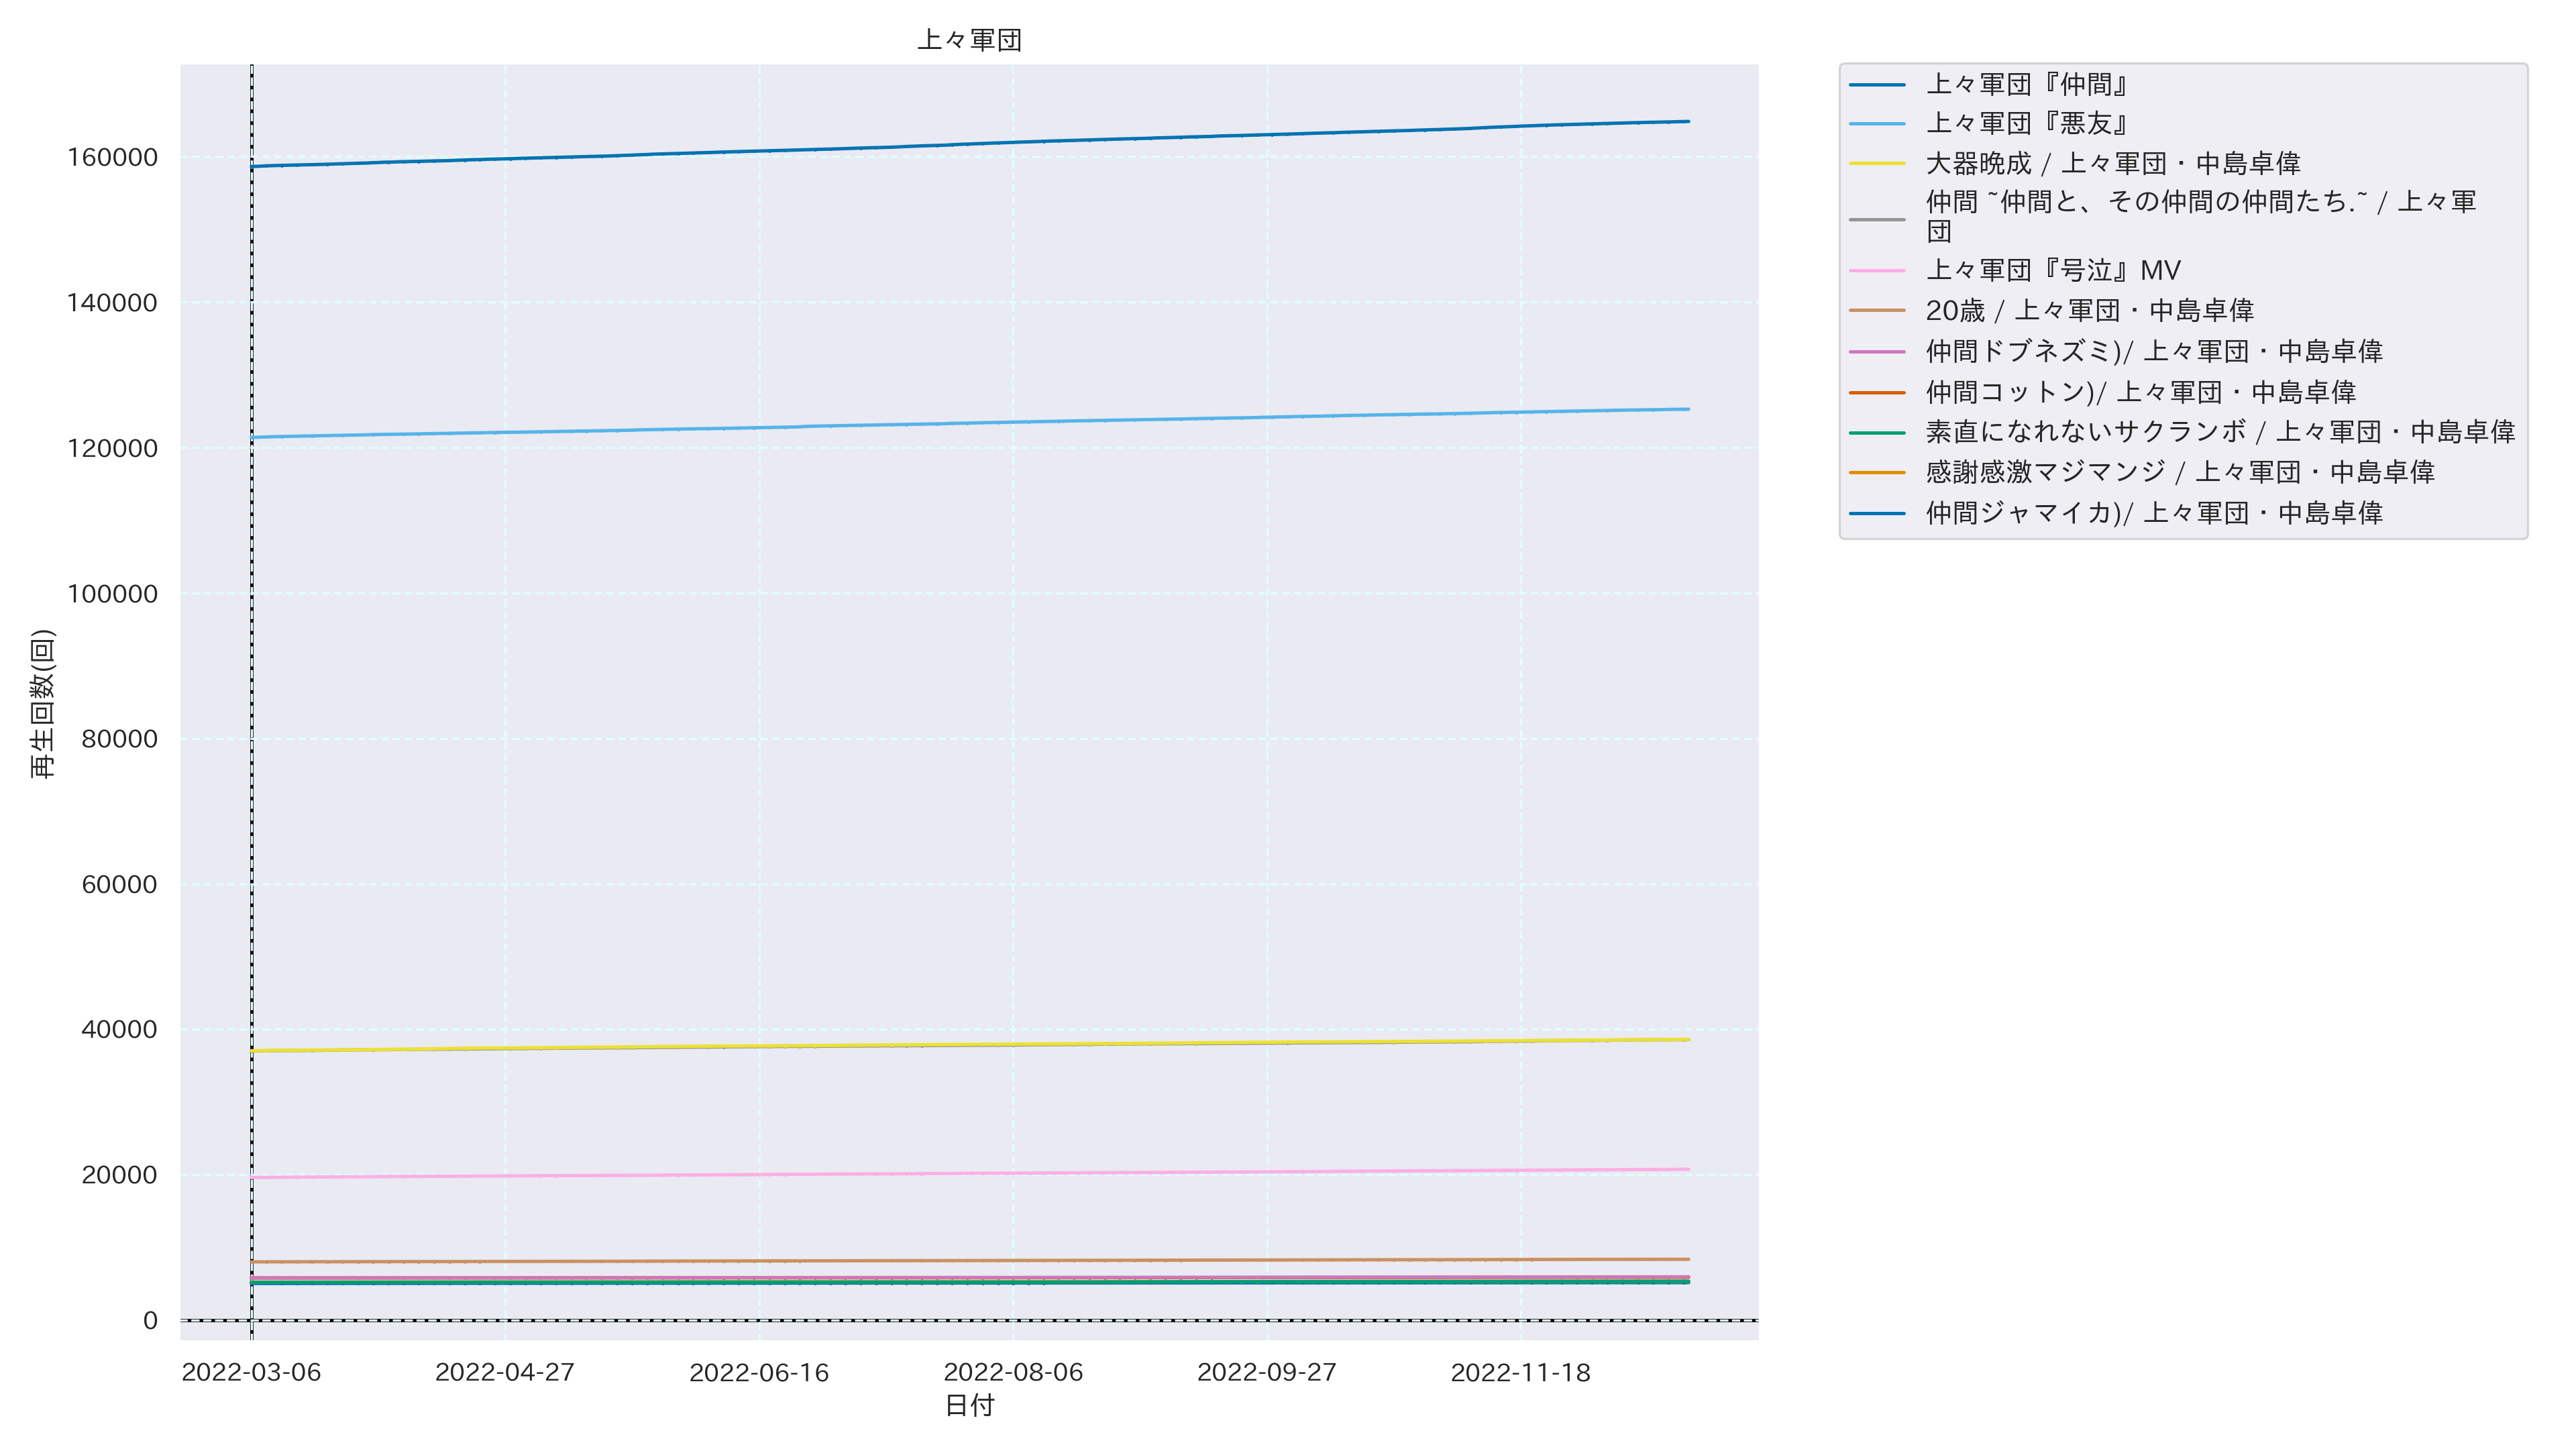 上々軍団
160000
140000
120000
100000
80000
60000
40000
20000
0
再生回数(回)
2022-03-06
2022-04-27
2022-06-16
2022-08-06
2022-09-27
2022-11-18
日付
上々軍団『仲間』
上々軍団『悪友』
大器晩成 / 上々軍団・中島卓偉
仲間 ~仲間と、その仲間の仲間たち.~ / 上々軍
団
上々軍団『号泣』MV
20歳 / 上々軍団・中島卓偉
仲間ドブネズミ)/ 上々軍団・中島卓偉
仲間コットン)/ 上々軍団・中島卓偉
素直になれないサクランボ / 上々軍団・中島卓偉
感謝感激マジマンジ / 上々軍団・中島卓偉
仲間ジャマイカ)/ 上々軍団・中島卓偉